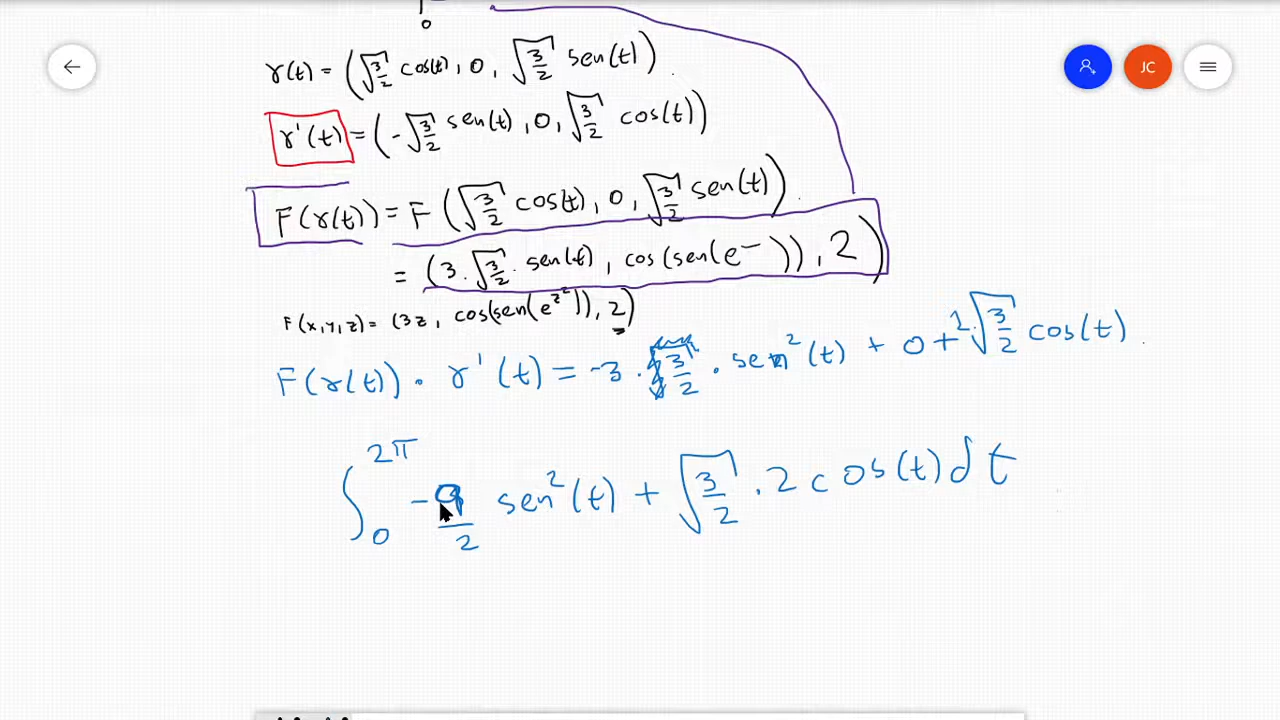 0
r(t) = (√3/2 cos(t), 0, √3/2 sen(t)).
r'(t) = (-√3/2 sen(t), 0, √3/2 cos(t))
JC
F(r(t)) = F(√3/2 cos(t), 0, √3/2 sen(t)).
= (3.√3/2 . sen(t), cos(sen(e—)), 2)
F(x,y,z) = (3z, cos(sen(e^z²)), 2)
F(r(t)) . r'(t) = -3 . 3/2 . sen²(t) + 0 + 2.√3/2 cos(t)
∫₀^2π -9/2 sen²(t) + √3/2 . 2 cos(t) dt